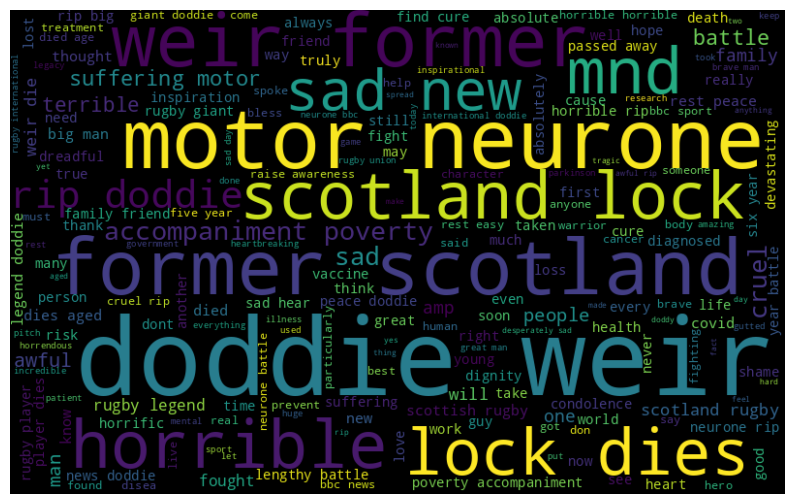 rip big giant doddie come find cure absolute horrible horrible death two keep
treatment died age always
weir former
lost thought way friend well hope passed away battle family
suffering motor truly sad new mnd
inspirational took known brave man legacy
terrible inspiration spoke help spread cause really
weir die need rugby giant neurone bbc bless still international doddie today absolutely research horrible rip bbc sport rest peace
rugby international big man fight may
motor neurone
dreadful sad day game rugby union tragic anything devastating
yet true raise awareness character parkinson awful rip someone
rip doddie done make scotland lock
must family friend five year first anyone six year
thank rest easy taken warrior body amazing
accompaniment poverty cure
rest government heartbreaking said much cancer diagnosed
former scotland
many sad loss cruel
legend doddie aged vaccine think year battle
person cruel rip another peace doddie illness amp even people every brave life day
dies aged died sad hear soon made
pitch dont everything used human desperately sad doddy gutted
horrendous risk great right health covid
doddie weir
awful particularly yes great man young never fighting fact shame
incredible thing best dignity hard
patient rugby legend time prevent suffering will take condolence scotland rugby
horrific neurone battle real new scottish rugby one world feel
rugby player player dies know huge guy say neurone rip
horrible lock dies
man live mental rip love work got don
let sport now put good
news doddie fought lengthy battle see heart hero
found disea bbc news poverty accompaniment